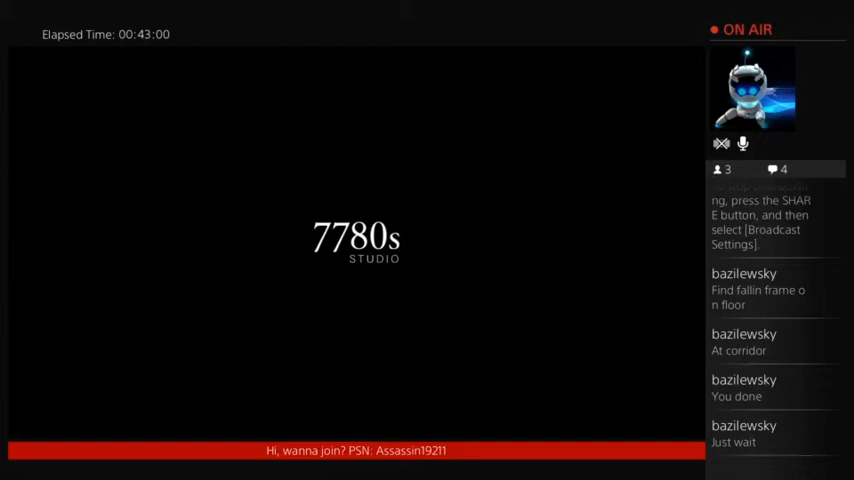 Elapsed Time: 00:43:00
ON AIR
3
4
ng, press the SHAR
E button, and then
select [Broadcast
Settings].
bazilewsky
Find fallin frame o
n floor
bazilewsky
At corridor
bazilewsky
You done
bazilewsky
Just wait
7780s
STUDIO
Hi, wanna join? PSN: Assassin19211